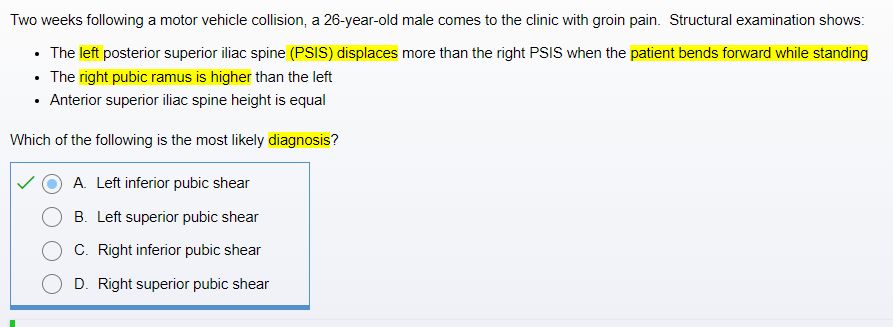 Two weeks following a motor vehicle collision, a 26-year-old male comes to the clinic with groin pain.  Structural examination shows:
• The left posterior superior iliac spine (PSIS) displaces more than the right PSIS when the patient bends forward while standing
• The right pubic ramus is higher than the left
• Anterior superior iliac spine height is equal
Which of the following is the most likely diagnosis?
A. Left inferior pubic shear
B. Left superior pubic shear
C. Right inferior pubic shear
D. Right superior pubic shear